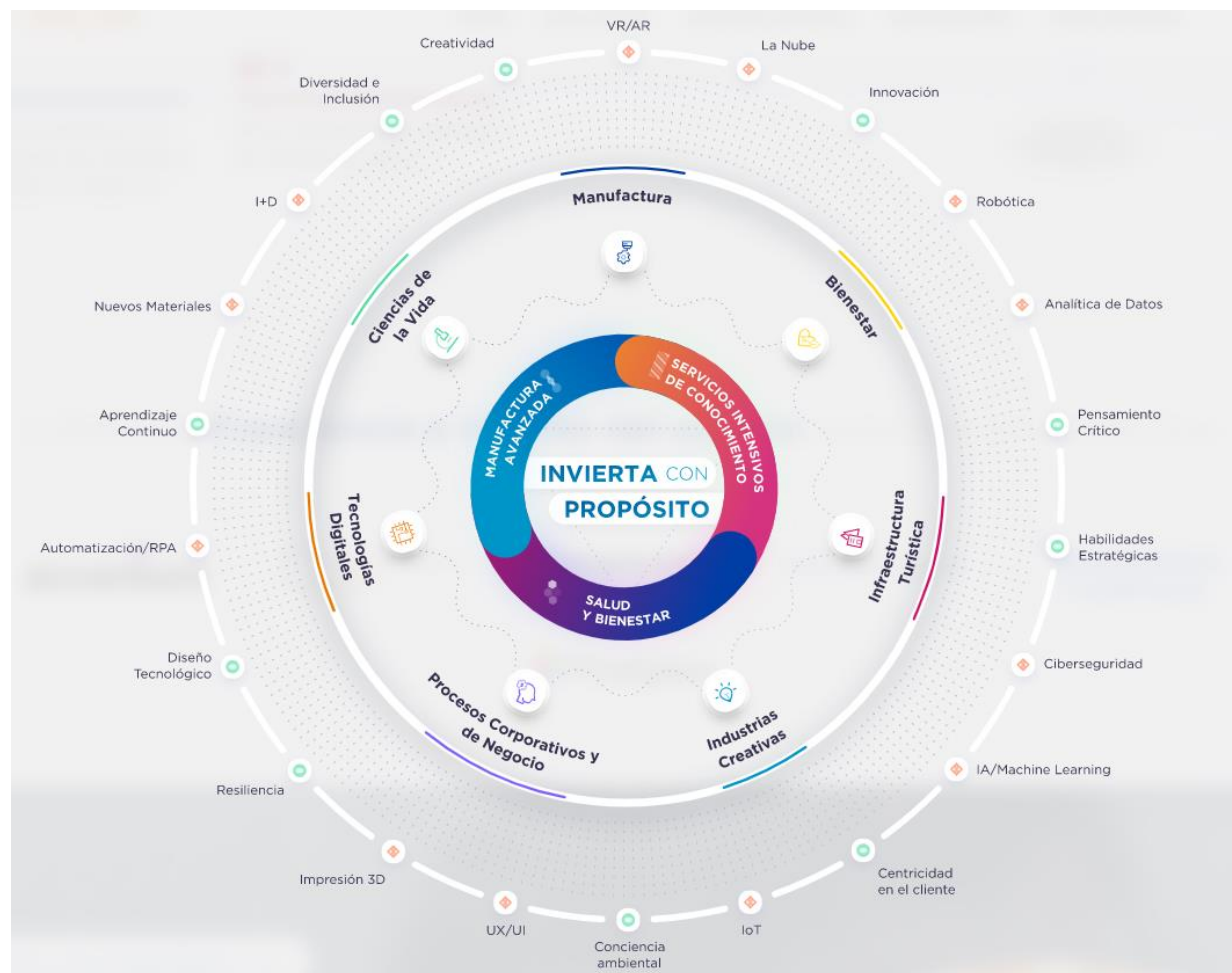 VR/AR
La Nube
Innovación
Robótica
Analítica de Datos
Pensamiento
Crítico
Habilidades
Estratégicas
Ciberseguridad
IA/Machine Learning
Centricidad
en el cliente
IoT
Conciencia
ambiental
UX/UI
Impresión 3D
Resiliencia
Diseño
Tecnológico
Automatización/RPA
Aprendizaje
Continuo
Nuevos Materiales
I+D
Diversidad e
Inclusión
Creatividad
Manufactura
Bienestar
Infraestructura
Turística
Industrias
Creativas
Procesos Corporativos y
de Negocio
Tecnologías
Digitales
Ciencias de
la Vida
MANUFACTURA
AVANZADA
SERVICIOS INTENSIVOS
DE CONOCIMIENTO
SALUD
Y BIENESTAR
INVIERTA CON
PROPÓSITO